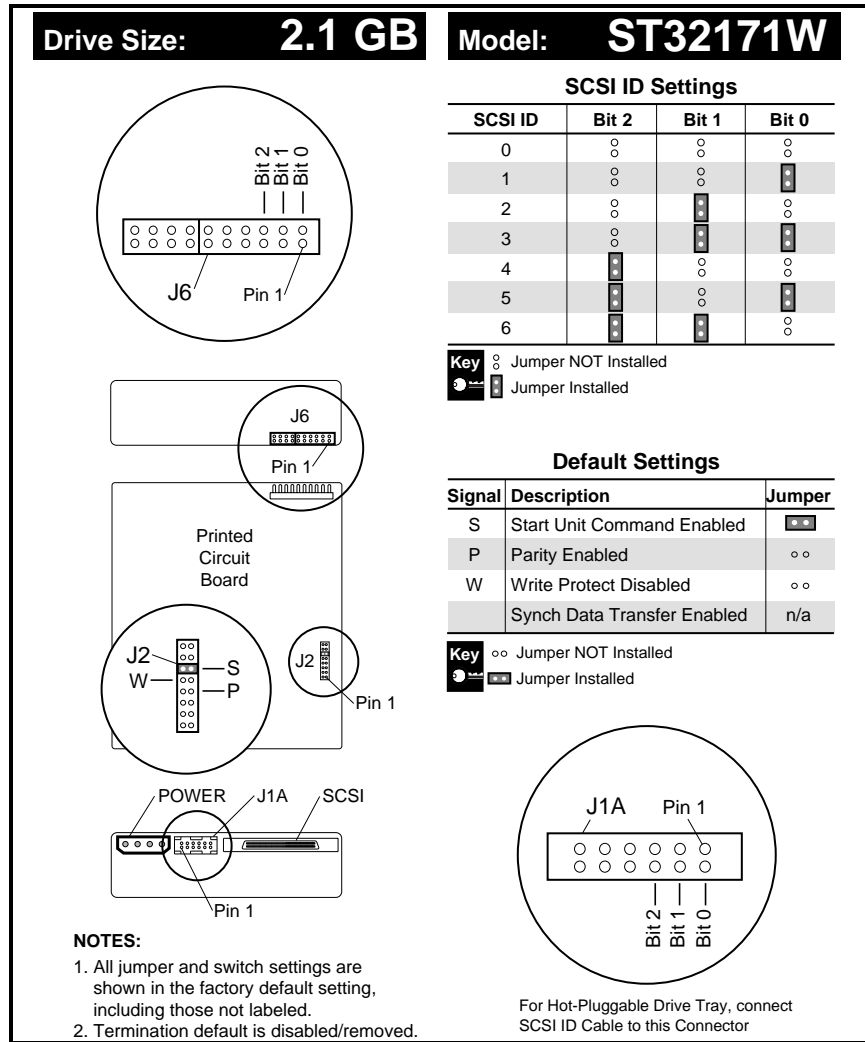 Drive Size: 2.1 GB
Model: ST32171W
Bit 2
Bit 1
Bit 0
J6
Pin 1
J6
Pin 1
Printed
Circuit
Board
J2
W
S
P
J2
Pin 1
POWER
J1A
SCSI
Pin 1
NOTES:
1. All jumper and switch settings are
shown in the factory default setting,
including those not labeled.
2. Termination default is disabled/removed.
SCSI ID Settings
SCSI ID Bit 2 Bit 1 Bit 0
0
1
2
3
4
5
6
Key Jumper NOT Installed
Jumper Installed
Default Settings
Signal Description Jumper
S Start Unit Command Enabled
P Parity Enabled
W Write Protect Disabled
Synch Data Transfer Enabled n/a
Key Jumper NOT Installed
Jumper Installed
J1A
Pin 1
Bit 2
Bit 1
Bit 0
For Hot-Pluggable Drive Tray, connect
SCSI ID Cable to this Connector